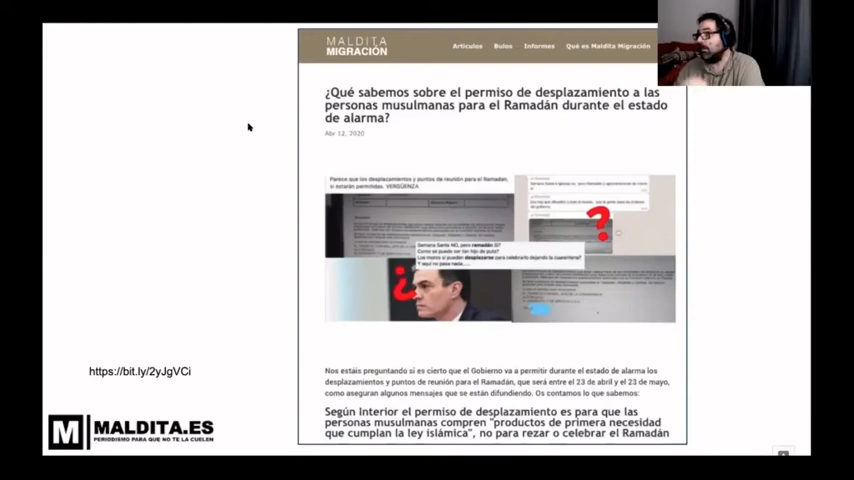 MALDITA
MIGRACIÓN
Artículos Bulos Informes Qué es Maldita Migración
¿Qué sabemos sobre el permiso de desplazamiento a las
personas musulmanas para el Ramadán durante el estado
de alarma?
Abr 12, 2020
Parece que los desplazamientos y puntos de reunión para el Ramadan,
si estarán permitidas. VERGÜENZA
Semana Santa NO, pero ramadán SI?
Como se puede ser tan hijo de puta?
Los moros si pueden desplazarse para celebrarlo dejando la cuarentena?
Y aquí no pasa nada.....
?
¿
https://bit.ly/2yJgVCi
Nos estáis preguntando si es cierto que el Gobierno va a permitir durante el estado de alarma los
desplazamientos y puntos de reunión para el Ramadán, que será entre el 23 de abril y el 23 de mayo,
como aseguran algunos mensajes que se están difundiendo. Os contamos lo que sabemos:
Según Interior el permiso de desplazamiento es para que las
personas musulmanas compren "productos de primera necesidad
que cumplan la ley islámica", no para rezar o celebrar el Ramadán
M MALDITA.ES
PERIODISMO PARA QUE NO TE LA CUELEN